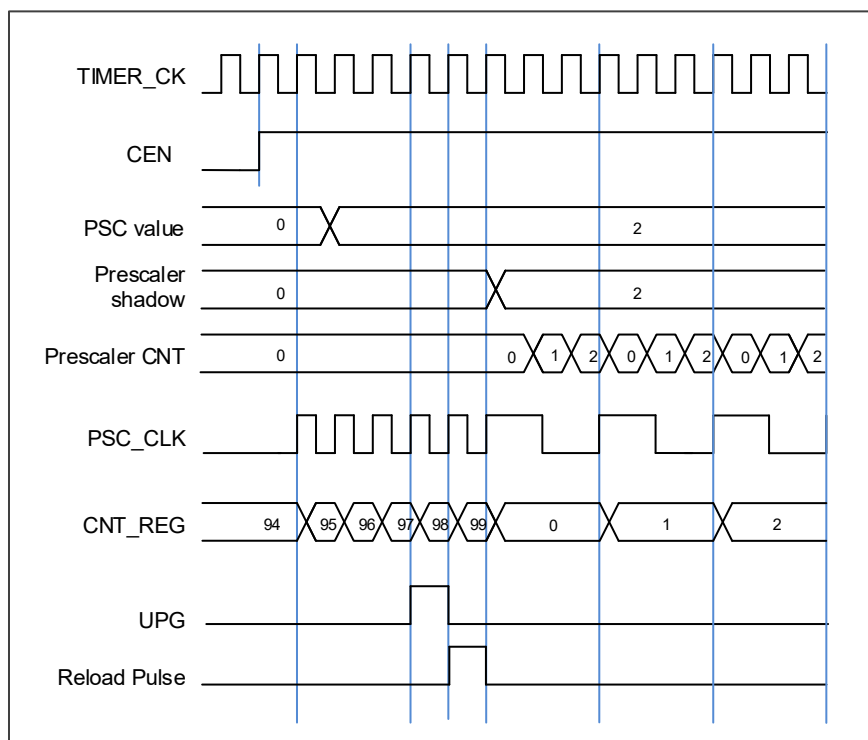 TIMER_CK
CEN
PSC value 0 2
Prescaler
shadow 0 2
Prescaler CNT 0 0 1 2 0 1 2 0 1 2
PSC_CLK
CNT_REG 94 95 96 97 98 99 0 1 2
UPG
Reload Pulse